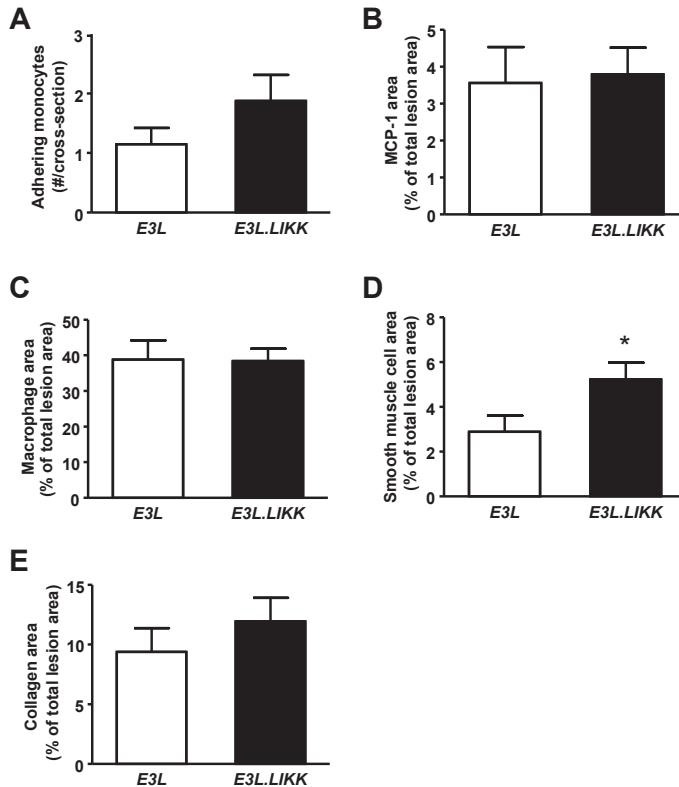 A
Adhering monocytes
(#/cross-section)
3
2
1
0
E3L
E3L.LIKK
B
MCP-1 area
(% of total lesion area)
5
4
3
2
1
0
E3L
E3L.LIKK
C
Macrophage area
(% of total lesion area)
50
40
30
20
10
0
E3L
E3L.LIKK
D
Smooth muscle cell area
(% of total lesion area)
8
6
4
2
0
*
E3L
E3L.LIKK
E
Collagen area
(% of total lesion area)
15
10
5
0
E3L
E3L.LIKK